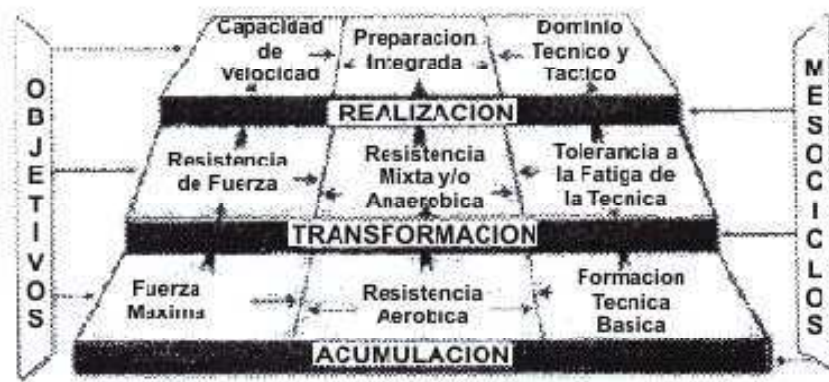 OBJETIVOS
MESOCICLOS
Capacidad
de
Velocidad
Preparacion
Integrada
Dominio
Tecnico y
Tactico
REALIZACION
Resistencia
de Fuerza
Resistencia
Mixta y/o
Anaerobica
Tolerancia a
la Fatiga de
la Tecnica
TRANSFORMACION
Fuerza
Maxima
Resistencia
Aerobica
Formacion
Tecnica
Basica
ACUMULACION